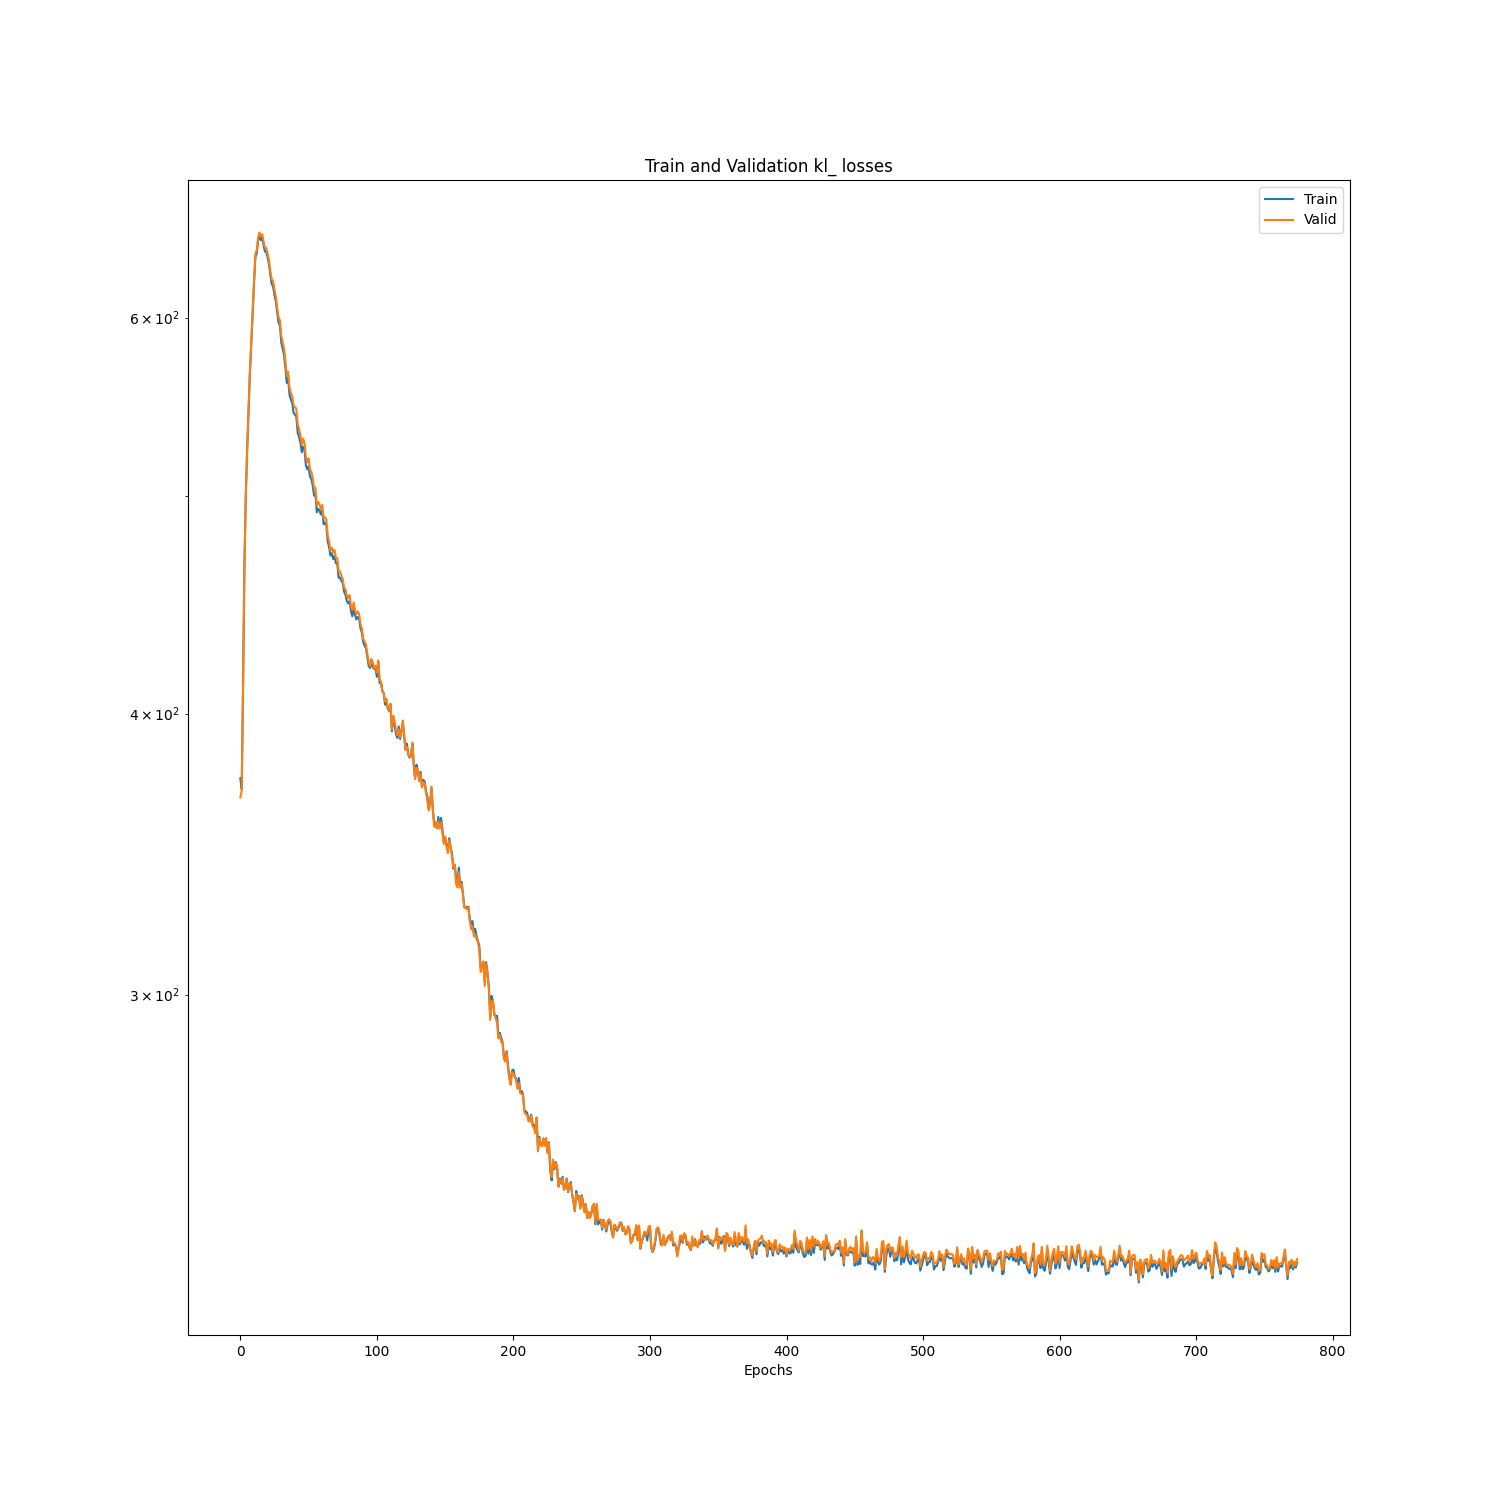 Train and Validation kl_ losses
Train
Valid
6 × 10²
4 × 10²
3 × 10²
0 100 200 300 400 500 600 700 800
Epochs